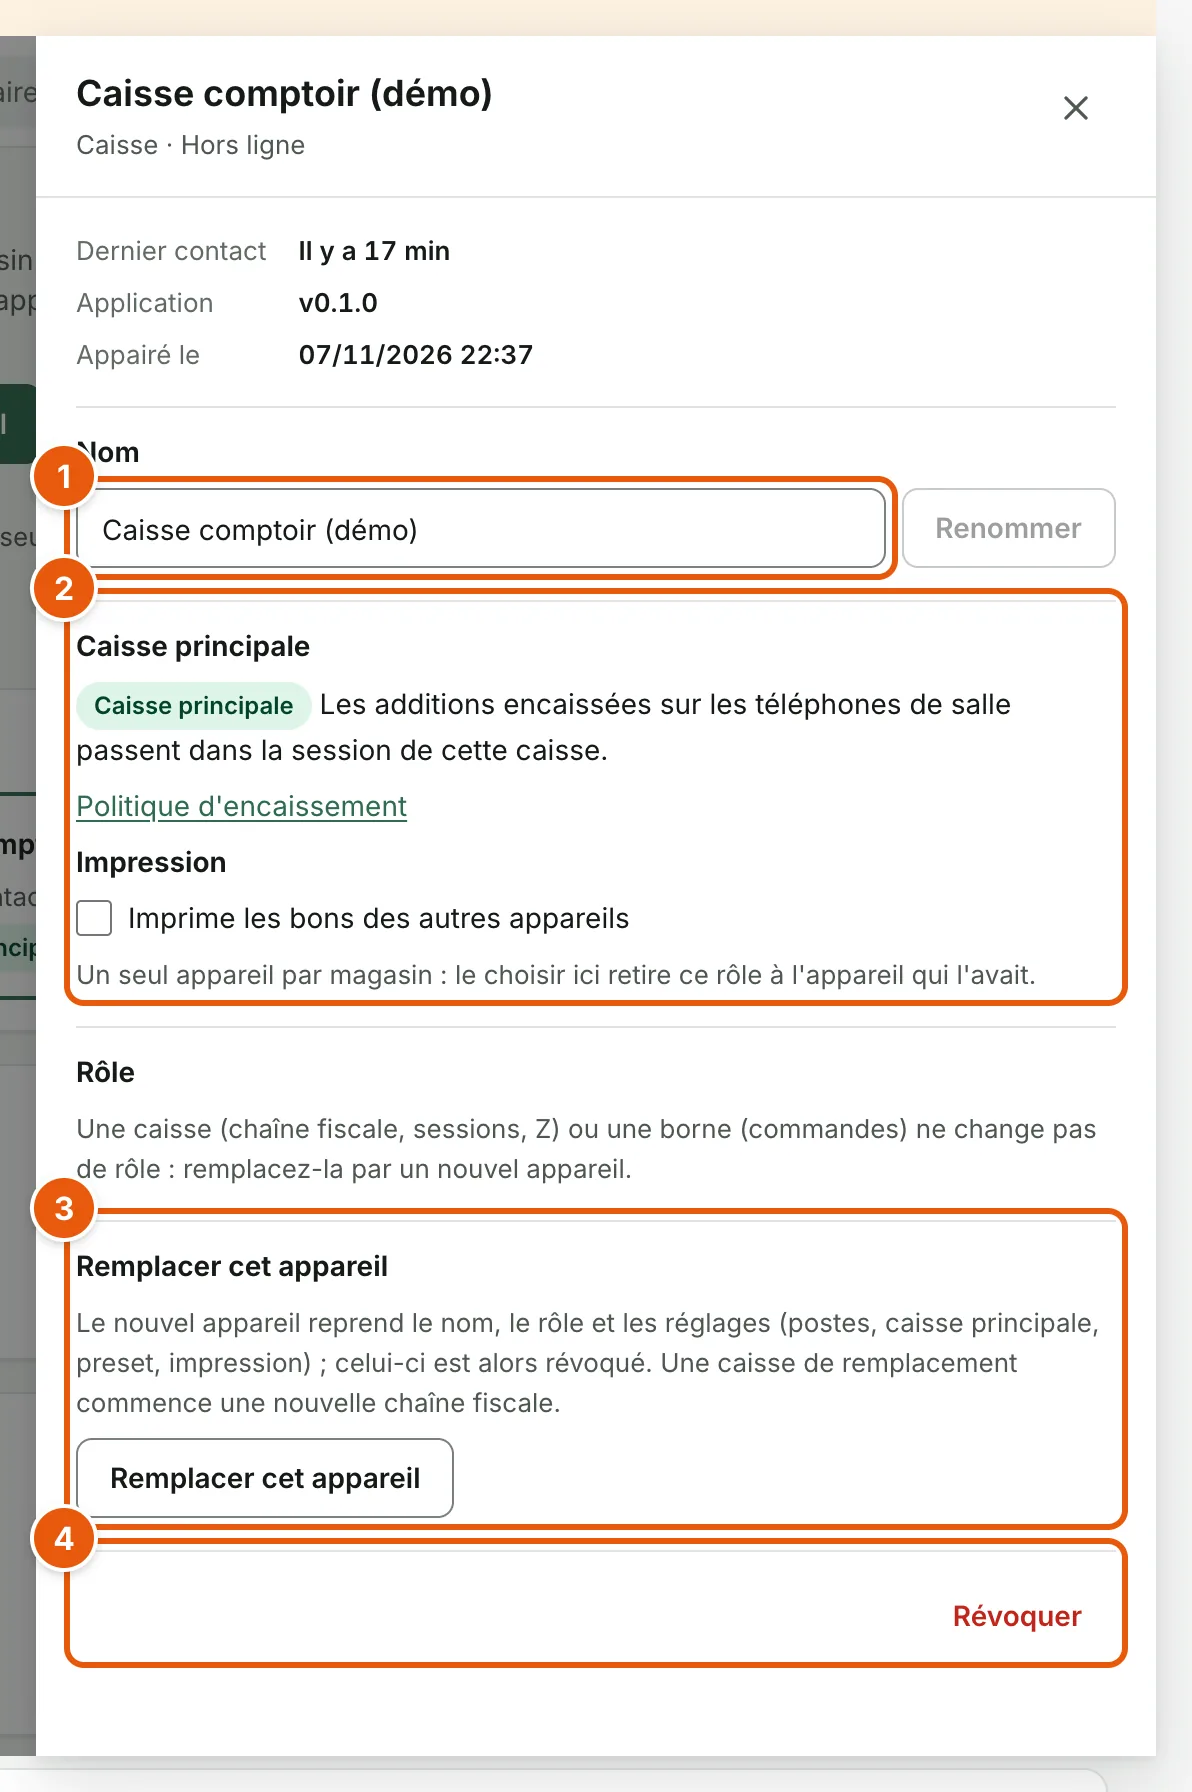 Caisse comptoir (démo)
Caisse · Hors ligne
Dernier contact Il y a 17 min
Application v0.1.0
Appairé le 07/11/2026 22:37
Nom
1
Caisse comptoir (démo) Renommer
2
Caisse principale
Caisse principale Les additions encaissées sur les téléphones de salle
passent dans la session de cette caisse.
Politique d'encaissement
Impression
Imprime les bons des autres appareils
Un seul appareil par magasin : le choisir ici retire ce rôle à l'appareil qui l'avait.
Rôle
Une caisse (chaîne fiscale, sessions, Z) ou une borne (commandes) ne change pas
de rôle : remplacez-la par un nouvel appareil.
3
Remplacer cet appareil
Le nouvel appareil reprend le nom, le rôle et les réglages (postes, caisse principale,
preset, impression) ; celui-ci est alors révoqué. Une caisse de remplacement
commence une nouvelle chaîne fiscale.
Remplacer cet appareil
4
Révoquer